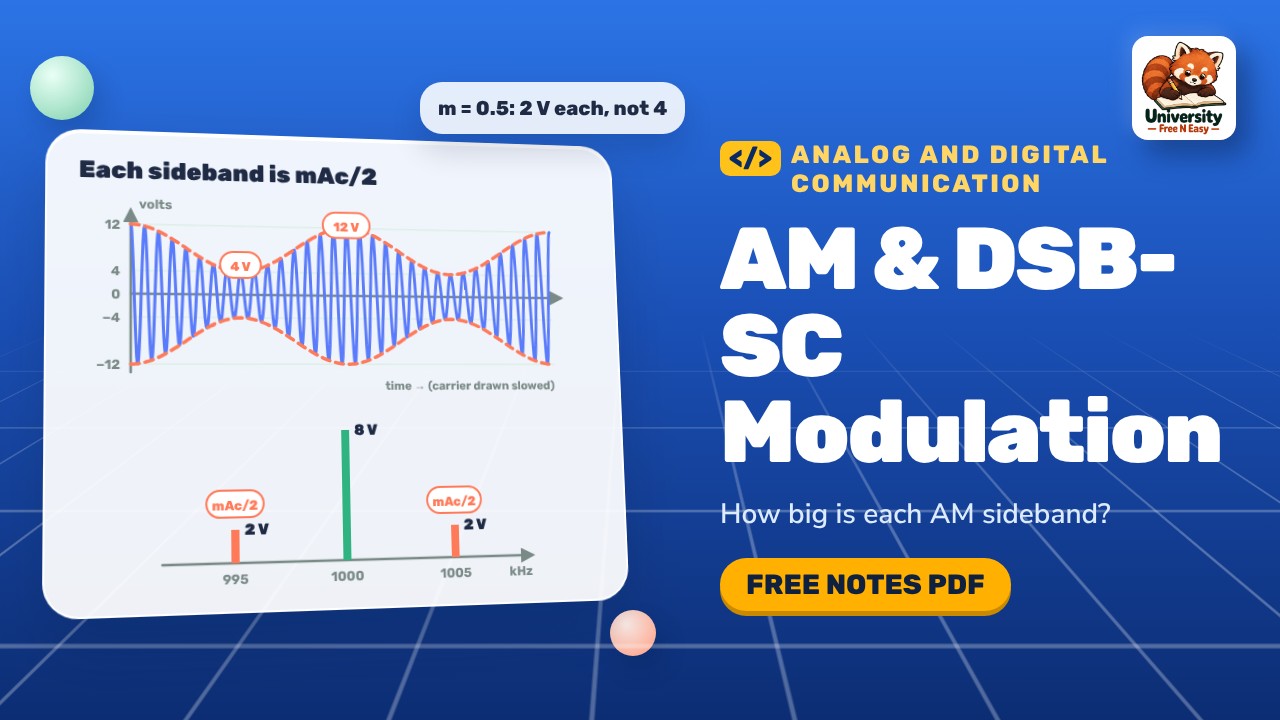 m = 0.5: 2 V each, not 4
University
Free N Easy
</> ANALOG AND DIGITAL
COMMUNICATION
AM & DSB-
SC
Modulation
How big is each AM sideband?
FREE NOTES PDF
Each sideband is mAc/2
volts
12
4
0
−4
−12
4 V
12 V
time → (carrier drawn slowed)
8 V
mAc/2
2 V
mAc/2
2 V
995
1000
1005
kHz